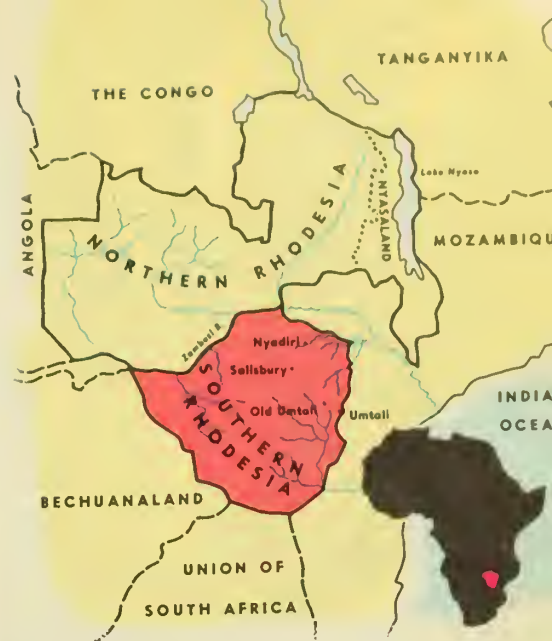 TANGANYIKA
THE CONGO
Lake Nyasa
ANGOLA
NORTHERN RHODESIA
NYASALAND
MOZAMBIQU
Zambesi R.
Nyadiri
Salisbury
Old Umtali
Umtali
SOUTHERN
RHODESIA
INDIA
OCEA
BECHUANALAND
UNION OF
SOUTH AFRICA